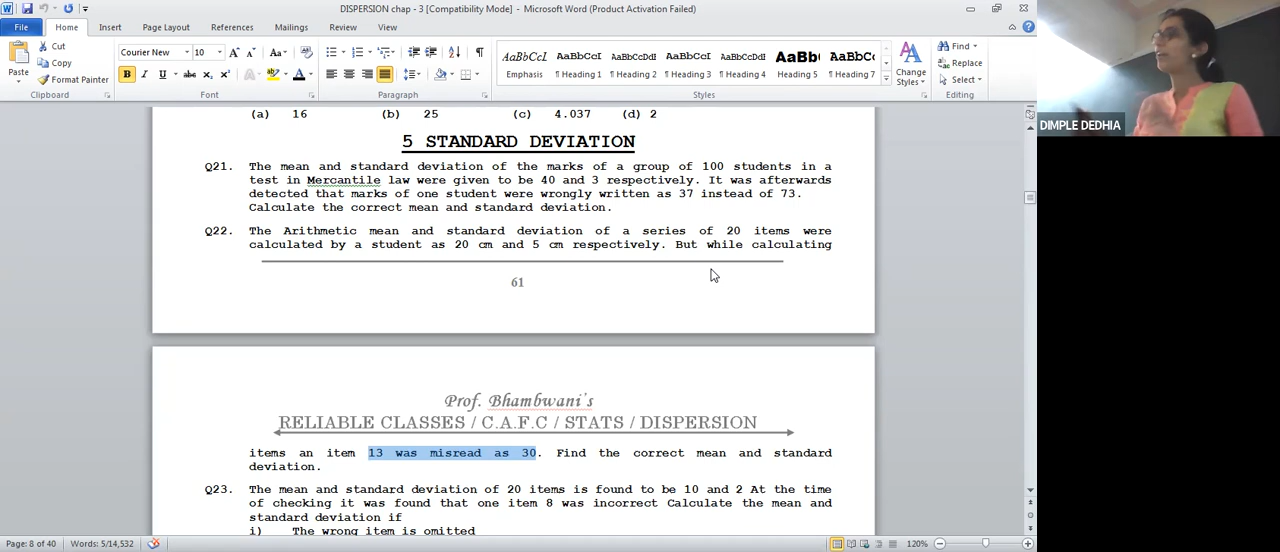 DISPERSION chap - 3 [Compatibility Mode] - Microsoft Word (Product Activation Failed)
File Home Insert Page Layout References Mailings Review View
Cut
Copy
Format Painter
Paste
Courier New 10
AaBbCcI AaBbCcI AaBbCcDd AaBbCcI AaBb( AaBbCc.
Emphasis ¶ Heading 1 ¶ Heading 2 ¶ Heading 3 Heading 5 ¶ Heading 7
Change Styles
Find
Replace
Select
Clipboard Font Paragraph Styles Editing
DIMPLE DEDHIA
(a) 16 (b) 25 (c) 4.037 (d) 2
5 STANDARD DEVIATION
Q21. The mean and standard deviation of the marks of a group of 100 students in a
test in Mercantile law were given to be 40 and 3 respectively. It was afterwards
detected that marks of one student were wrongly written as 37 instead of 73.
Calculate the correct mean and standard deviation.
Q22. The Arithmetic mean and standard deviation of a series of 20 items were
calculated by a student as 20 cm and 5 cm respectively. But while calculating
61
Prof. Bhambwani's
RELIABLE CLASSES / C.A.F.C / STATS / DISPERSION
items an item 13 was misread as 30. Find the correct mean and standard
deviation.
Q23. The mean and standard deviation of 20 items is found to be 10 and 2 At the time
of checking it was found that one item 8 was incorrect Calculate the mean and
standard deviation if
i) The wrong item is omitted
Page: 8 of 40 Words: 5/14,532 120%